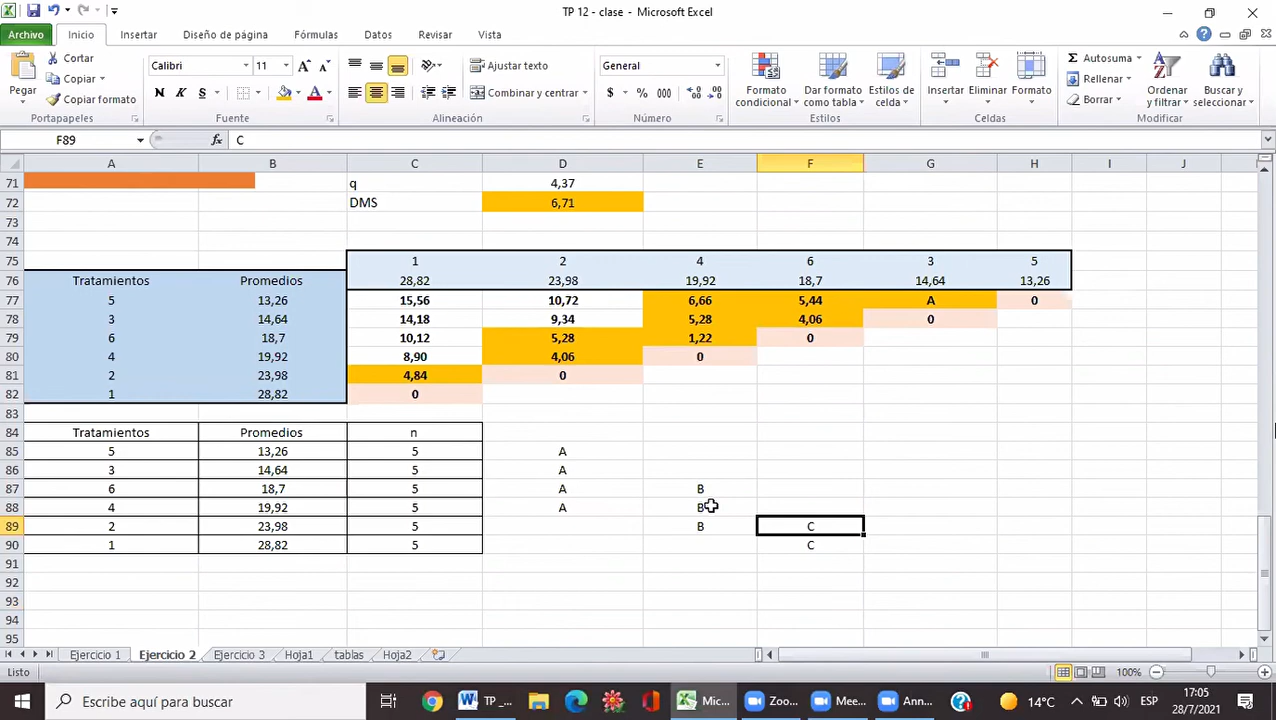 TP 12 - clase - Microsoft Excel
Archivo Inicio Insertar Diseño de página Fórmulas Datos Revisar Vista
Pegar Cortar Copiar Copiar formato Portapapeles
Calibri 11 N K S Fuente
Ajustar texto Combinar y centrar Alineación
General $ % 000 Número
Formato condicional Dar formato como tabla Estilos de celda Estilos
Insertar Eliminar Formato Celdas
Autosuma Rellenar Borrar Ordenar y filtrar Buscar y seleccionar Modificar
F89 fx C
A B C D E F G H I J
71 q 4,37
72 DMS 6,71
73
74
75 1 2 4 6 3 5
76 Tratamientos Promedios 28,82 23,98 19,92 18,7 14,64 13,26
77 5 13,26 15,56 10,72 6,66 5,44 A 0
78 3 14,64 14,18 9,34 5,28 4,06 0
79 6 18,7 10,12 5,28 1,22 0
80 4 19,92 8,90 4,06 0
81 2 23,98 4,84 0
82 1 28,82 0
83
84 Tratamientos Promedios n
85 5 13,26 5 A
86 3 14,64 5 A
87 6 18,7 5 A B
88 4 19,92 5 A B
89 2 23,98 5 B C
90 1 28,82 5 C
91
92
93
94
95
Ejercicio 1 Ejercicio 2 Ejercicio 3 Hoja1 tablas Hoja2
Listo 100%
Escribe aquí para buscar TP _... Mic... Zoo... Mee... Ann... 14°C ESP 17:05
28/7/2021